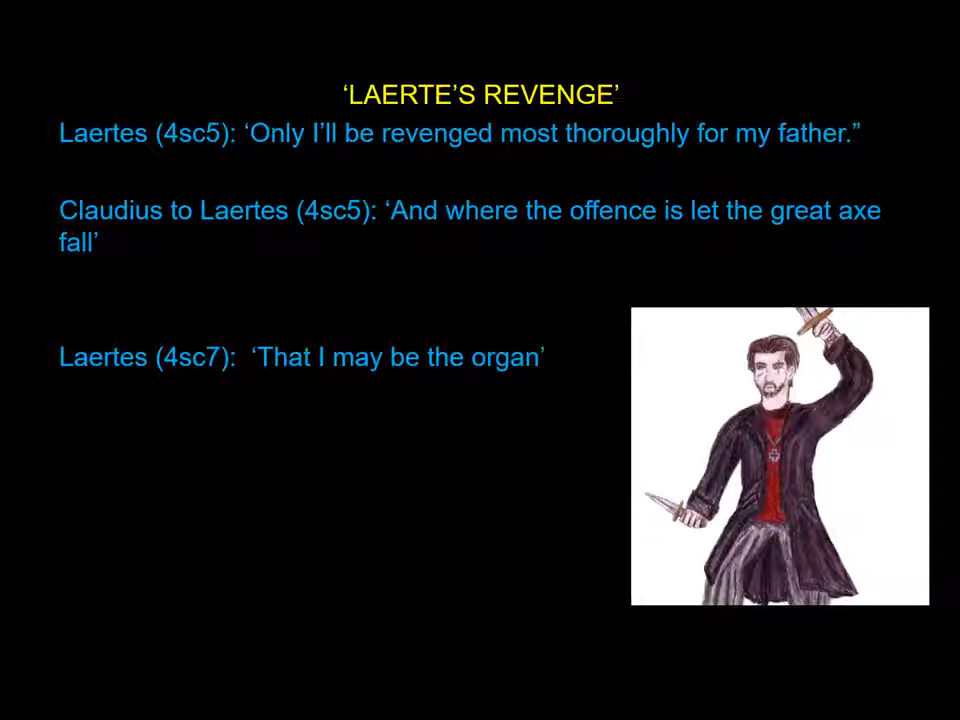 ‘LAERTE’S REVENGE’
Laertes (4sc5): ‘Only I’ll be revenged most thoroughly for my father.”
Claudius to Laertes (4sc5): ‘And where the offence is let the great axe
fall’
Laertes (4sc7):  ‘That I may be the organ’